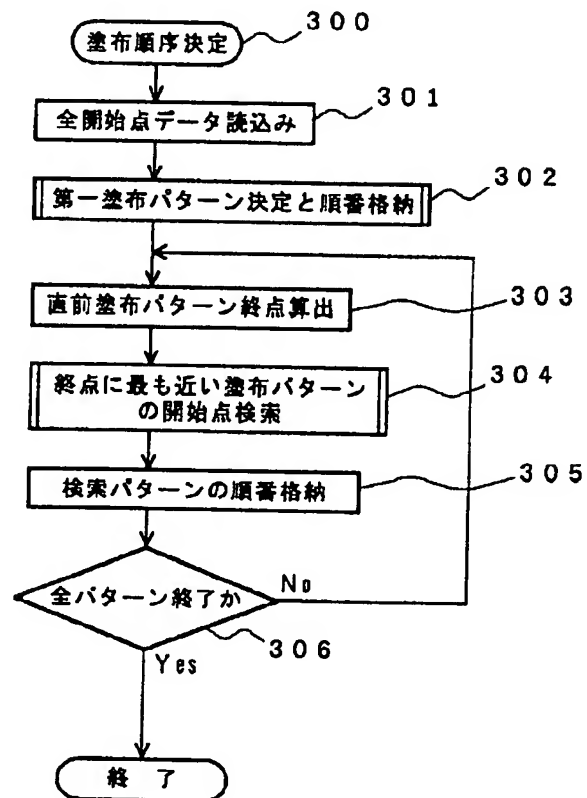 塗布順序決定
300
全開始点データ読込み
301
第一塗布パターン決定と順番格納
302
直前塗布パターン終点算出
303
終点に最も近い塗布パターン
の開始点検索
304
検索パターンの順番格納
305
全パターン終了か
No
306
Yes
終 了